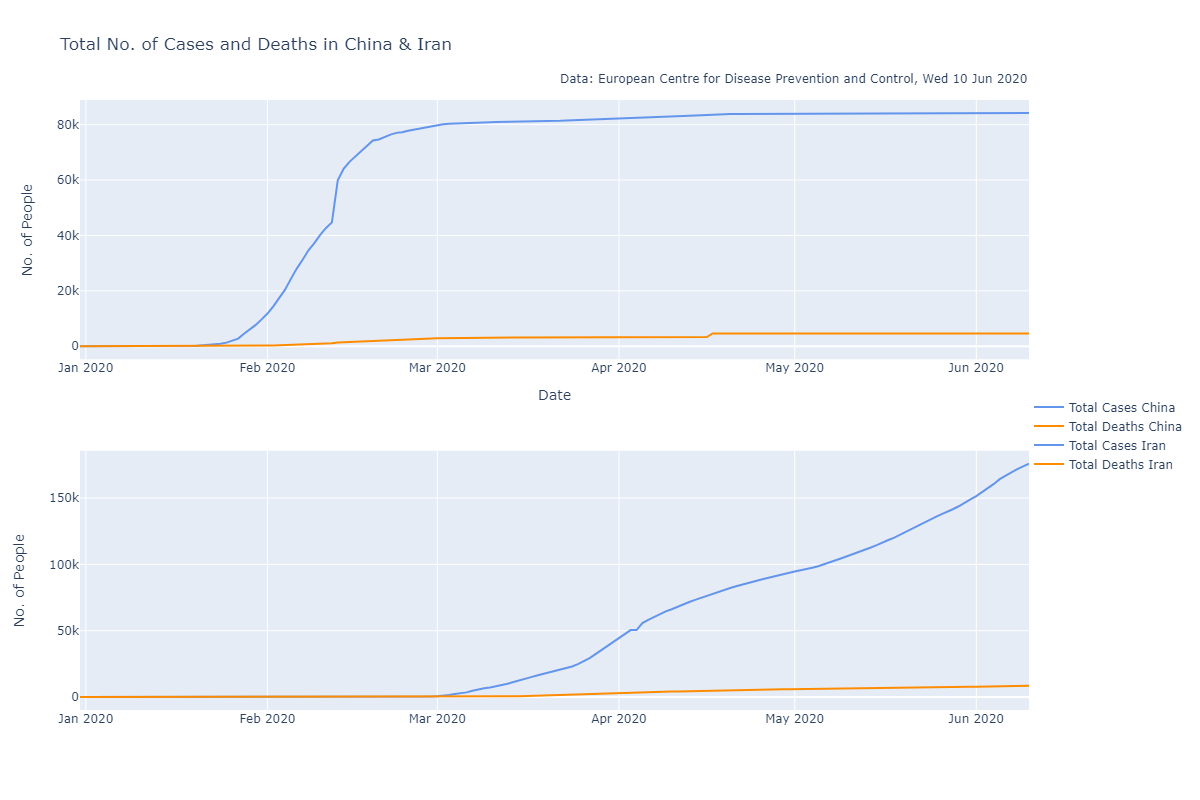 Total No. of Cases and Deaths in China & Iran
Data: European Centre for Disease Prevention and Control, Wed 10 Jun 2020
80k
60k
40k
20k
0
No. of People
Jan 2020 Feb 2020 Mar 2020 Apr 2020 May 2020 Jun 2020
Date
Total Cases China
Total Deaths China
Total Cases Iran
Total Deaths Iran
150k
100k
50k
0
No. of People
Jan 2020 Feb 2020 Mar 2020 Apr 2020 May 2020 Jun 2020